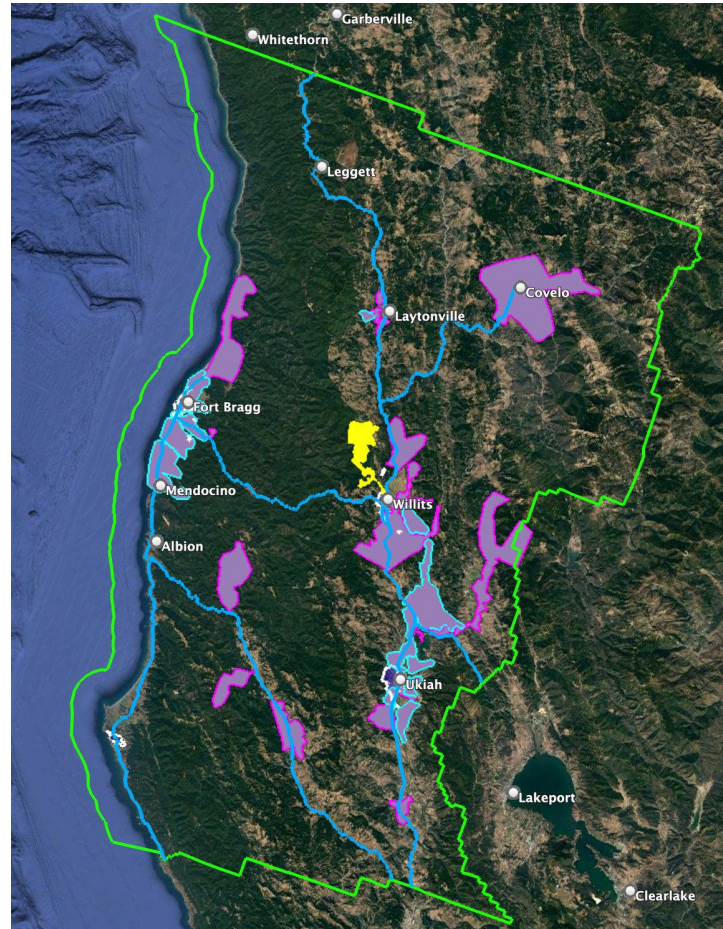 Garberville
Whitethorn
Leggett
Covelo
Laytonville
Fort Bragg
Mendocino
Willits
Albion
Ukiah
Lakeport
Clearlake